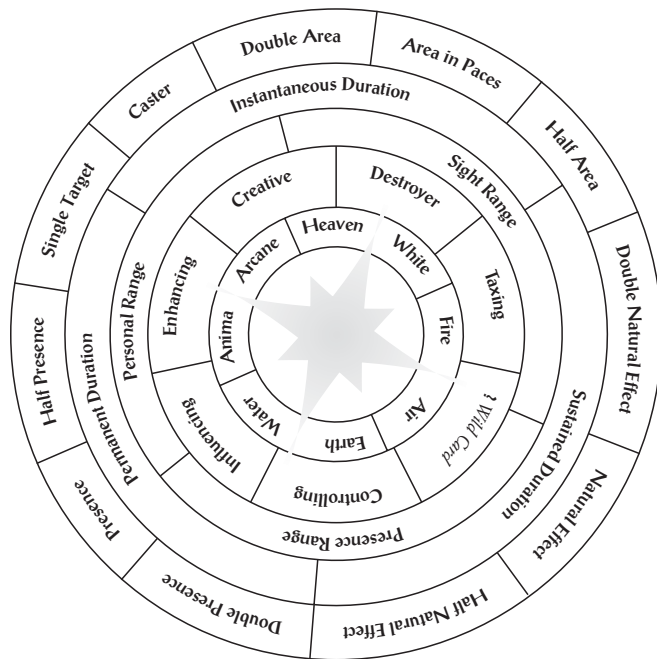 Double Area
Area in Paces
Half Area
Double Natural Effect
Natural Effect
Half Natural Effect
Double Presence
Presence
Half Presence
Single Target
Caster
Instantaneous Duration
Sustained Duration
Permanent Duration
Sight Range
Presence Range
Personal Range
Creative
Destroyer
Taxing
? Wild Card
Controlling
Influencing
Enhancing
Heaven
White
Fire
Air
Earth
Water
Anima
Arcane